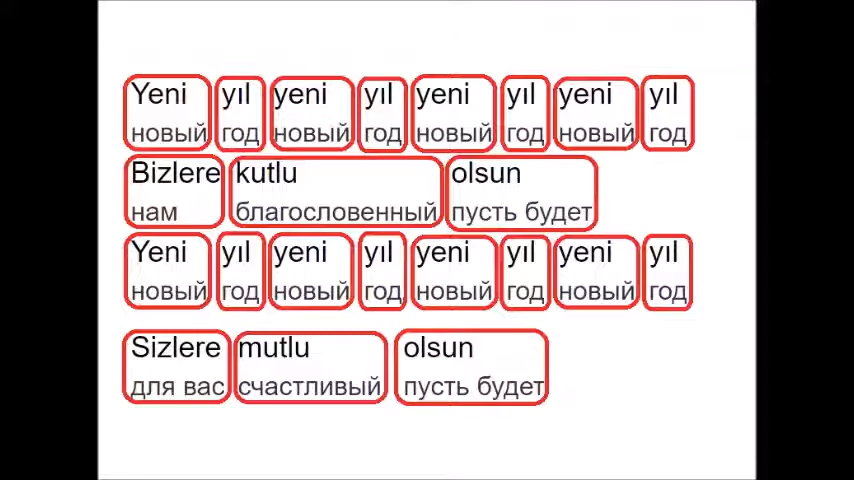 Yeni yıl yeni yıl yeni yıl yeni yıl
новый год новый год новый год новый год
Bizlere kutlu olsun
нам благословенный пусть будет
Yeni yıl yeni yıl yeni yıl yeni yıl
новый год новый год новый год новый год
Sizlere mutlu olsun
для вас счастливый пусть будет